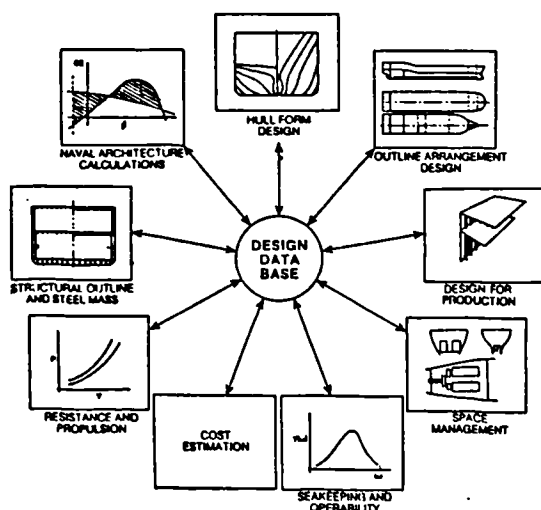 HULL FORM
DESIGN
NAVAL ARCHITECTURE
CALCULATIONS
OUTLINE ARRANGEMENT
DESIGN
DESIGN
DATA
BASE
STRUCTURAL OUTLINE
AND STEEL MASS
DESIGN FOR
PRODUCTION
P
V
RESISTANCE AND
PROPULSION
COST
ESTIMATION
SEAKEEPING AND
OPERABILITY
SPACE
MANAGEMENT